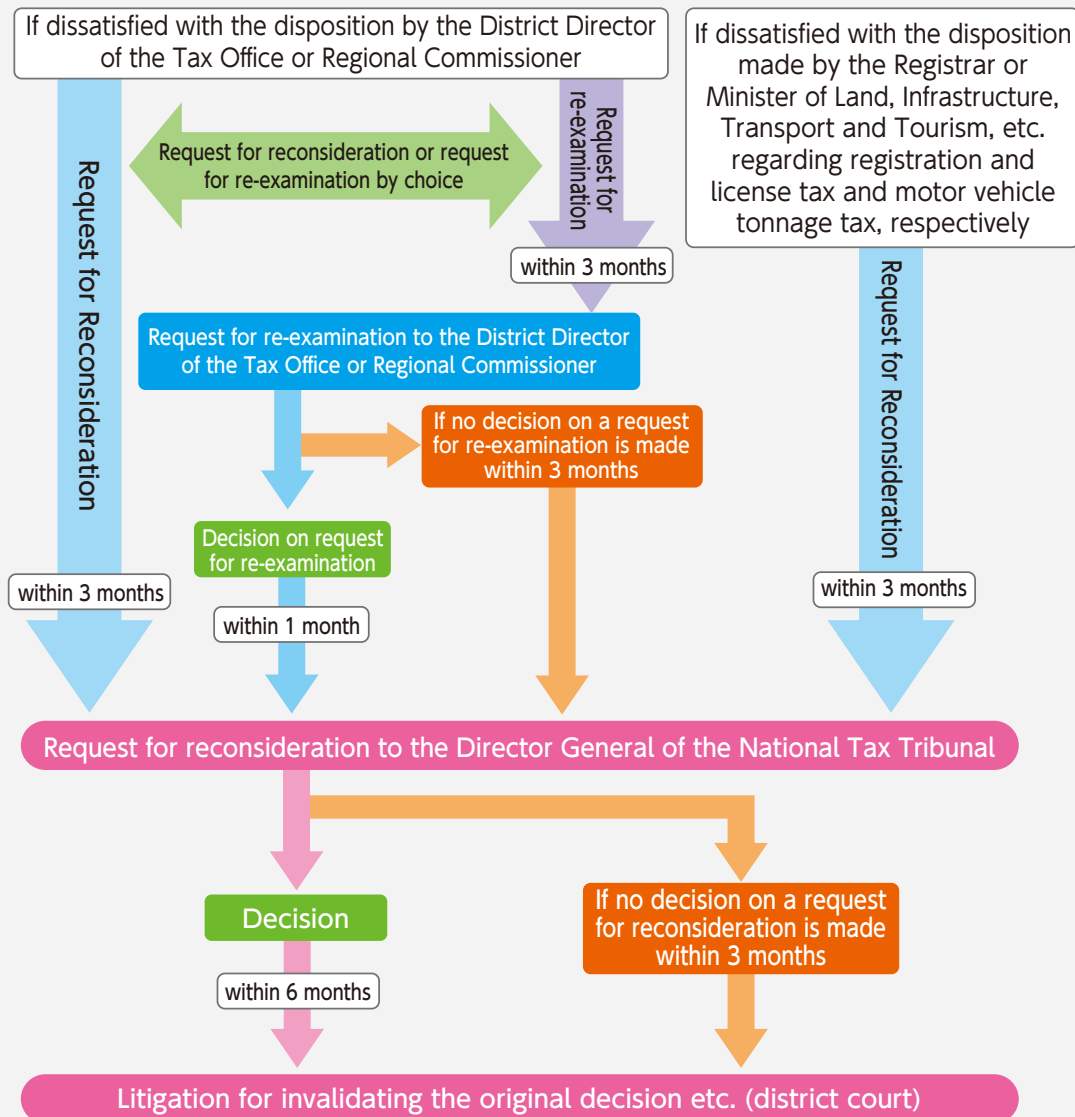 If dissatisfied with the disposition by the District Director
of the Tax Office or Regional Commissioner
If dissatisfied with the disposition
made by the Registrar or
Minister of Land, Infrastructure,
Transport and Tourism, etc.
regarding registration and
license tax and motor vehicle
tonnage tax, respectively
Request for Reconsideration
Request for reconsideration or request
for re-examination by choice
Request for
re-examination
within 3 months
Request for re-examination to the District Director
of the Tax Office or Regional Commissioner
If no decision on a request
for re-examination is made
within 3 months
Request for Reconsideration
Decision on request
for re-examination
within 3 months
within 1 month
within 3 months
Request for reconsideration to the Director General of the National Tax Tribunal
Decision
If no decision on a request
for reconsideration is made
within 3 months
within 6 months
Litigation for invalidating the original decision etc. (district court)